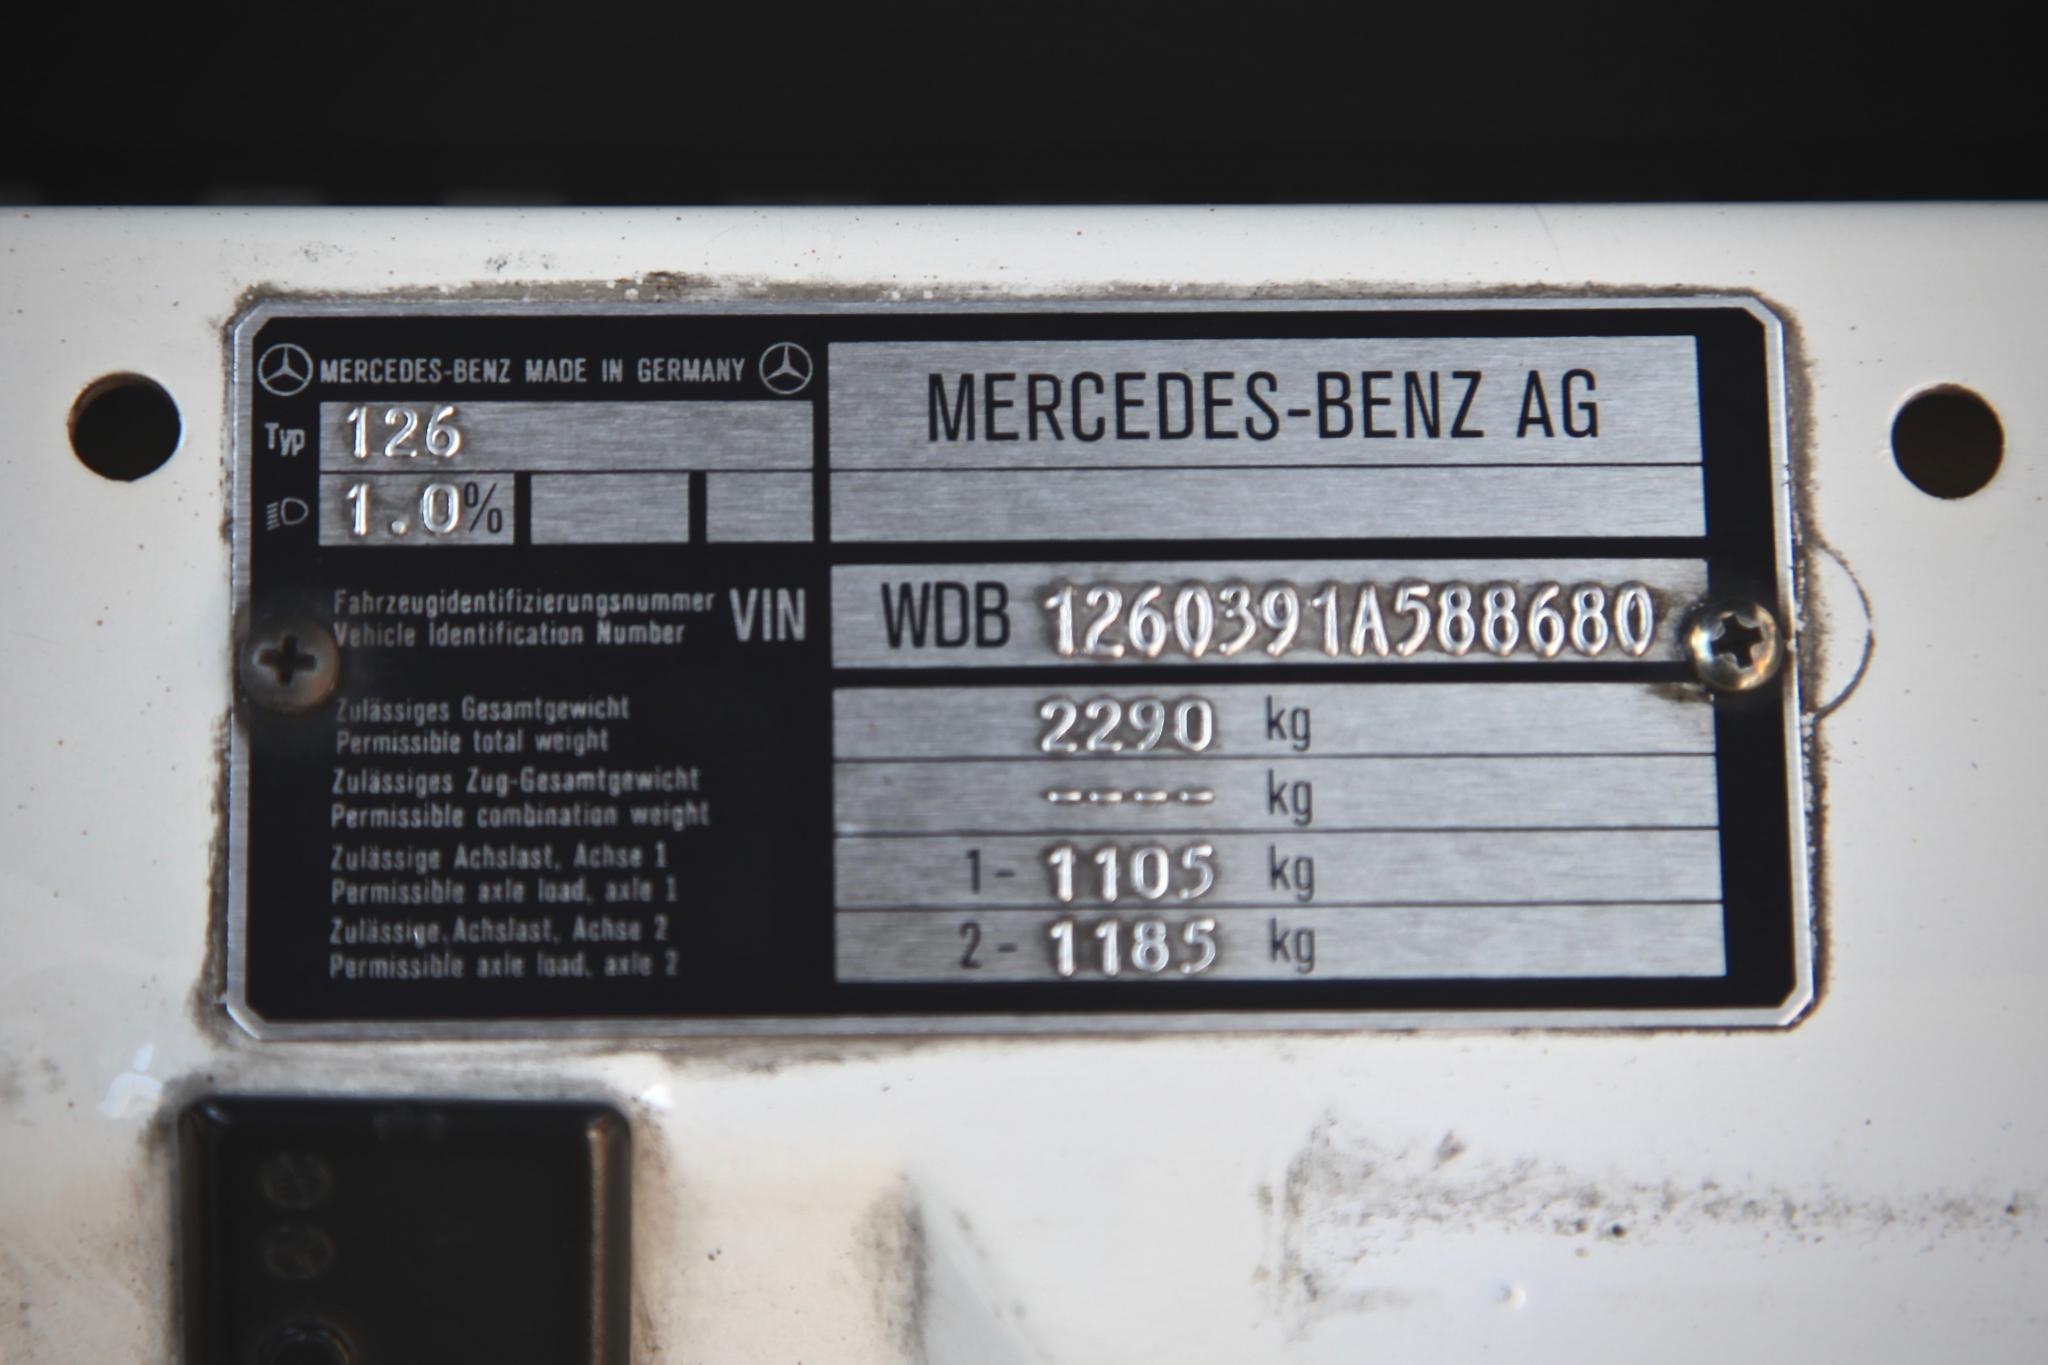 MERCEDES-BENZ MADE IN GERMANY
MERCEDES-BENZ AG
Typ 126
1.0%
Fahrzeugidentifizierungsnummer
Vehicle Identification Number
VIN WDB 1260391A588680
Zulässiges Gesamtgewicht
Permissible total weight
2290 kg
Zulässiges Zug-Gesamtgewicht
Permissible combination weight
---- kg
Zulässige Achslast, Achse 1
Permissible axle load, axle 1
1- 1105 kg
Zulässige Achslast, Achse 2
Permissible axle load, axle 2
2- 1185 kg